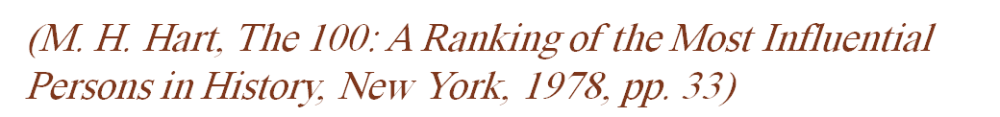 (M. H. Hart, The 100: A Ranking of the Most Influential
Persons in History, New York, 1978, pp. 33)